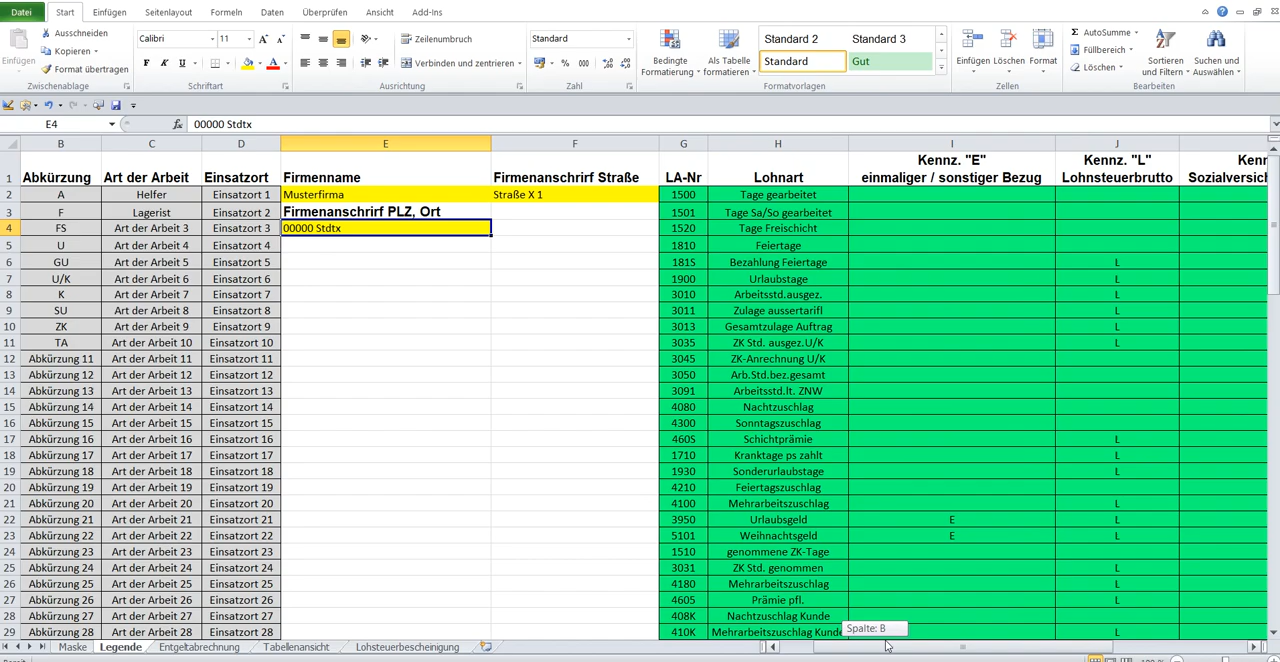 Datei Start Einfügen Seitenlayout Formeln Daten Überprüfen Ansicht Add-Ins
Ausschneiden Calibri 11 Zeilenumbruch Standard Standard 2 Standard 3 AutoSumme
Kopieren Füllbereich
Einfügen Format übertragen F K U Verbinden und zentrieren % 000 Bedingte Formatierung Als Tabelle formatieren Standard Gut Einfügen Löschen Format Löschen Sortieren und Filtern Suchen und Auswählen
Zwischenablage Schriftart Ausrichtung Zahl Formatvorlagen Zellen Bearbeiten
E4 fx 00000 Stdtx
B C D E F G H I J
Kennz. "E" Kennz. "L" Kenn
1 Abkürzung Art der Arbeit Einsatzort Firmenname Firmenanschrirf Straße LA-Nr Lohnart einmaliger / sonstiger Bezug Lohnsteuerbrutto Sozialversich
2 A Helfer Einsatzort 1 Musterfirma Straße X 1 1500 Tage gearbeitet
3 F Lagerist Einsatzort 2 Firmenanschrirf PLZ, Ort 1501 Tage Sa/So gearbeitet
4 FS Art der Arbeit 3 Einsatzort 3 00000 Stdtx 1520 Tage Freischicht
5 U Art der Arbeit 4 Einsatzort 4 1810 Feiertage
6 GU Art der Arbeit 5 Einsatzort 5 181S Bezahlung Feiertage L
7 U/K Art der Arbeit 6 Einsatzort 6 1900 Urlaubstage L
8 K Art der Arbeit 7 Einsatzort 7 3010 Arbeitsstd.ausgez. L
9 SU Art der Arbeit 8 Einsatzort 8 3011 Zulage aussertarifl L
10 ZK Art der Arbeit 9 Einsatzort 9 3013 Gesamtzulage Auftrag L
11 TA Art der Arbeit 10 Einsatzort 10 3035 ZK Std. ausgez.U/K L
12 Abkürzung 11 Art der Arbeit 11 Einsatzort 11 3045 ZK-Anrechnung U/K
13 Abkürzung 12 Art der Arbeit 12 Einsatzort 12 3050 Arb.Std.bez.gesamt
14 Abkürzung 13 Art der Arbeit 13 Einsatzort 13 3091 Arbeitsstd.lt. ZNW
15 Abkürzung 14 Art der Arbeit 14 Einsatzort 14 4080 Nachtzuschlag
16 Abkürzung 15 Art der Arbeit 15 Einsatzort 15 4300 Sonntagszuschlag
17 Abkürzung 16 Art der Arbeit 16 Einsatzort 16 460S Schichtprämie L
18 Abkürzung 17 Art der Arbeit 17 Einsatzort 17 1710 Kranktage ps zahlt L
19 Abkürzung 18 Art der Arbeit 18 Einsatzort 18 1930 Sonderurlaubstage L
20 Abkürzung 19 Art der Arbeit 19 Einsatzort 19 4210 Feiertagszuschlag
21 Abkürzung 20 Art der Arbeit 20 Einsatzort 20 4100 Mehrarbeitszuschlag L
22 Abkürzung 21 Art der Arbeit 21 Einsatzort 21 3950 Urlaubsgeld E L
23 Abkürzung 22 Art der Arbeit 22 Einsatzort 22 5101 Weihnachtsgeld E L
24 Abkürzung 23 Art der Arbeit 23 Einsatzort 23 1510 genommene ZK-Tage
25 Abkürzung 24 Art der Arbeit 24 Einsatzort 24 3031 ZK Std. genommen L
26 Abkürzung 25 Art der Arbeit 25 Einsatzort 25 4180 Mehrarbeitszuschlag L
27 Abkürzung 26 Art der Arbeit 26 Einsatzort 26 4605 Prämie pfl. L
28 Abkürzung 27 Art der Arbeit 27 Einsatzort 27 408K Nachtzuschlag Kunde
29 Abkürzung 28 Art der Arbeit 28 Einsatzort 28 410K Mehrarbeitszuschlag Kunde L
Spalte: B
Maske Legende Entgeltabrechnung Tabellenansicht Lohsteuerbescheinigung